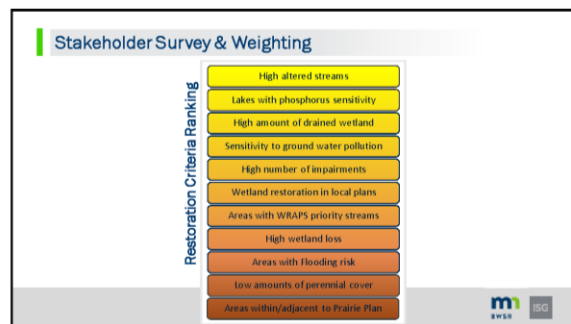 Stakeholder Survey & Weighting
Restoration Criteria Ranking
High altered streams
Lakes with phosphorus sensitivity
High amount of drained wetland
Sensitivity to ground water pollution
High number of impairments
Wetland restoration in local plans
Areas with WRAPS priority streams
High wetland loss
Areas with Flooding risk
Low amounts of perennial cover
Areas within/adjacent to Prairie Plan
mn
BWSR
ISG